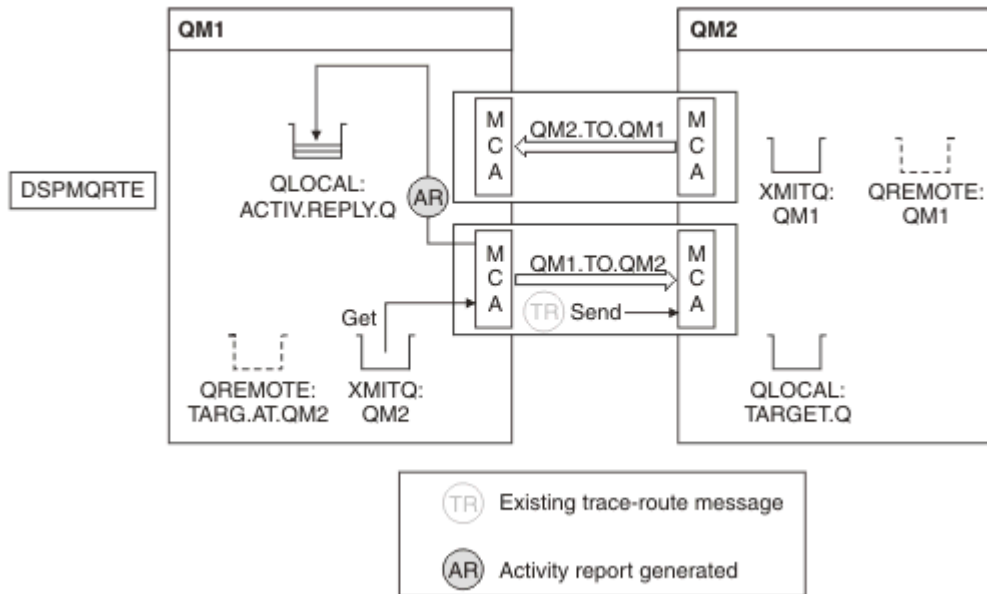 QM1
QM2
M
C
A
QM2.TO.QM1
M
C
A
DSPMQRTE
QLOCAL:
ACTIV.REPLY.Q
AR
XMITQ:
QM1
QREMOTE:
QM1
M
C
A
QM1.TO.QM2
M
C
A
Get
TR
Send
QREMOTE:
TARG.AT.QM2
XMITQ:
QM2
QLOCAL:
TARGET.Q
TR Existing trace-route message
AR Activity report generated